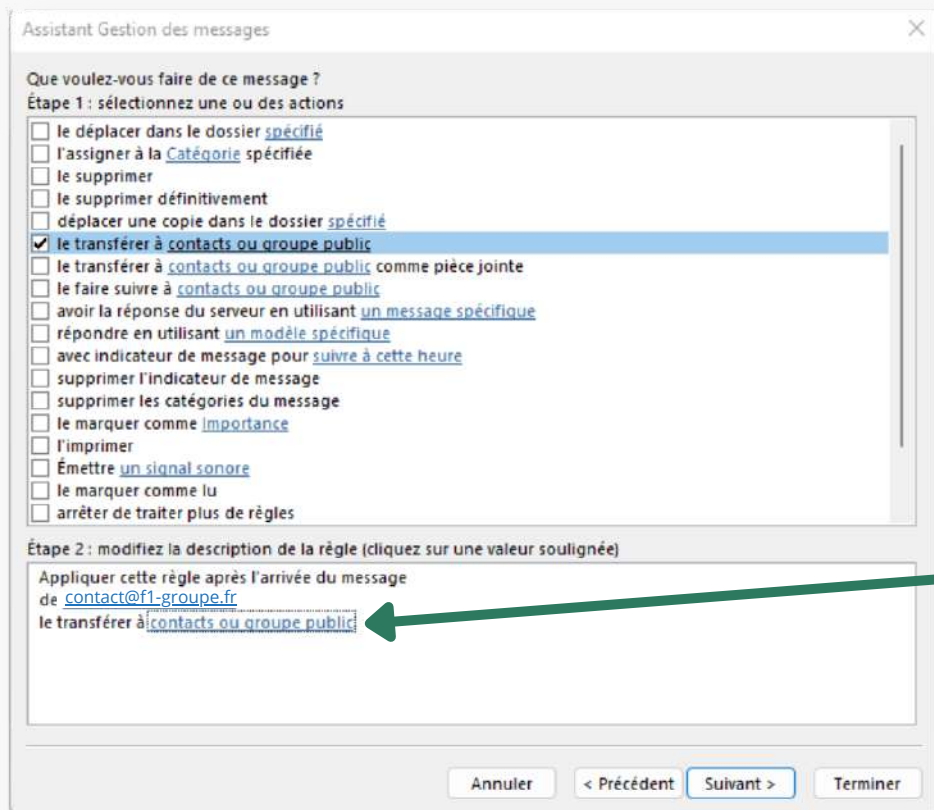 Assistant Gestion des messages
Que voulez-vous faire de ce message ?
Étape 1 : sélectionnez une ou des actions
le déplacer dans le dossier spécifié
l'assigner à la Catégorie spécifiée
le supprimer
le supprimer définitivement
déplacer une copie dans le dossier spécifié
le transférer à contacts ou groupe public
le transférer à contacts ou groupe public comme pièce jointe
le faire suivre à contacts ou groupe public
avoir la réponse du serveur en utilisant un message spécifique
répondre en utilisant un modèle spécifique
avec indicateur de message pour suivre à cette heure
supprimer l'indicateur de message
supprimer les catégories du message
le marquer comme Importance
l'imprimer
Émettre un signal sonore
le marquer comme lu
arrêter de traiter plus de règles
Étape 2 : modifiez la description de la règle (cliquez sur une valeur soulignée)
Appliquer cette règle après l'arrivée du message
de contact@f1-groupe.fr
le transférer à contacts ou groupe public
Annuler < Précédent Suivant > Terminer